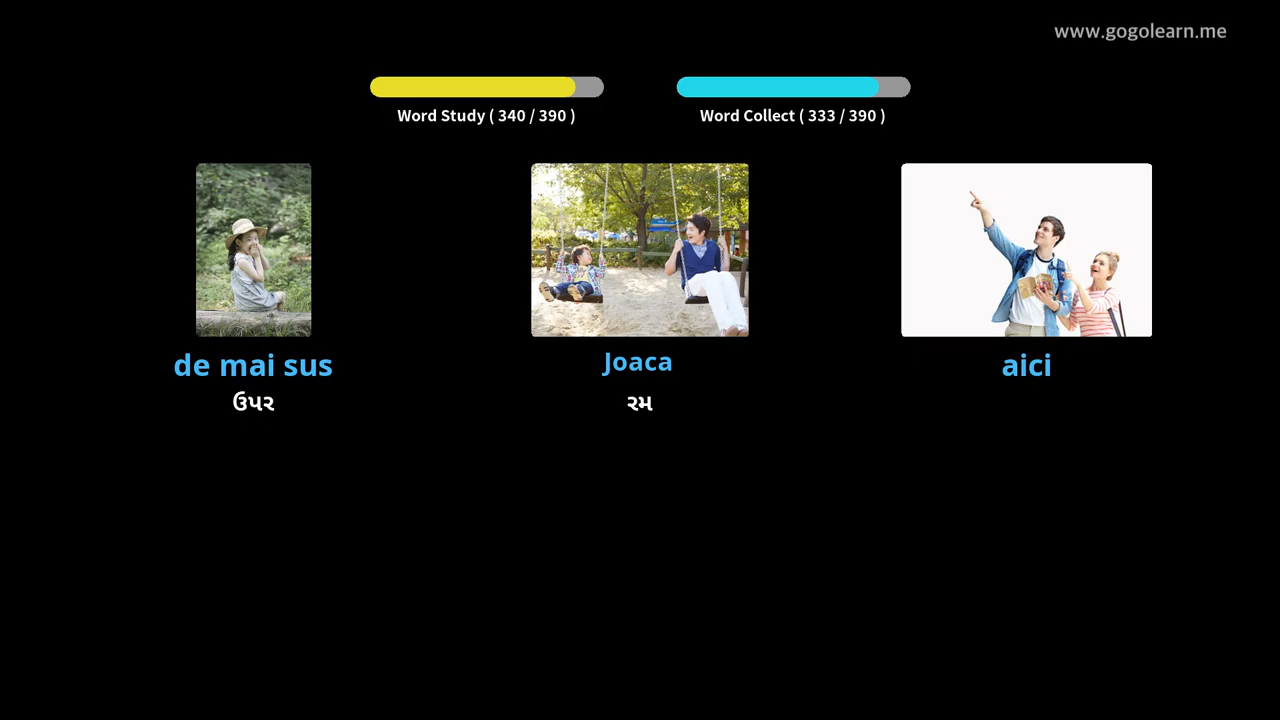 www.gogolearn.me
Word Study ( 340 / 390 )
Word Collect ( 333 / 390 )
de mai sus
Joaca
aici
ઉપર
રમ